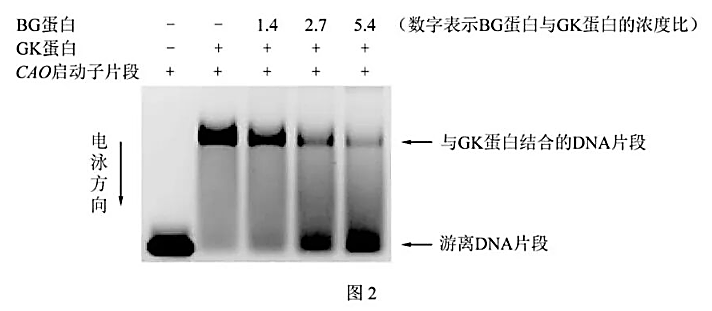 BG蛋白 − − 1.4 2.7 5.4 （数字表示BG蛋白与GK蛋白的浓度比）
GK蛋白 − + + + +
CAO启动子片段 + + + + +
电泳方向
与GK蛋白结合的DNA片段
游离DNA片段
图2